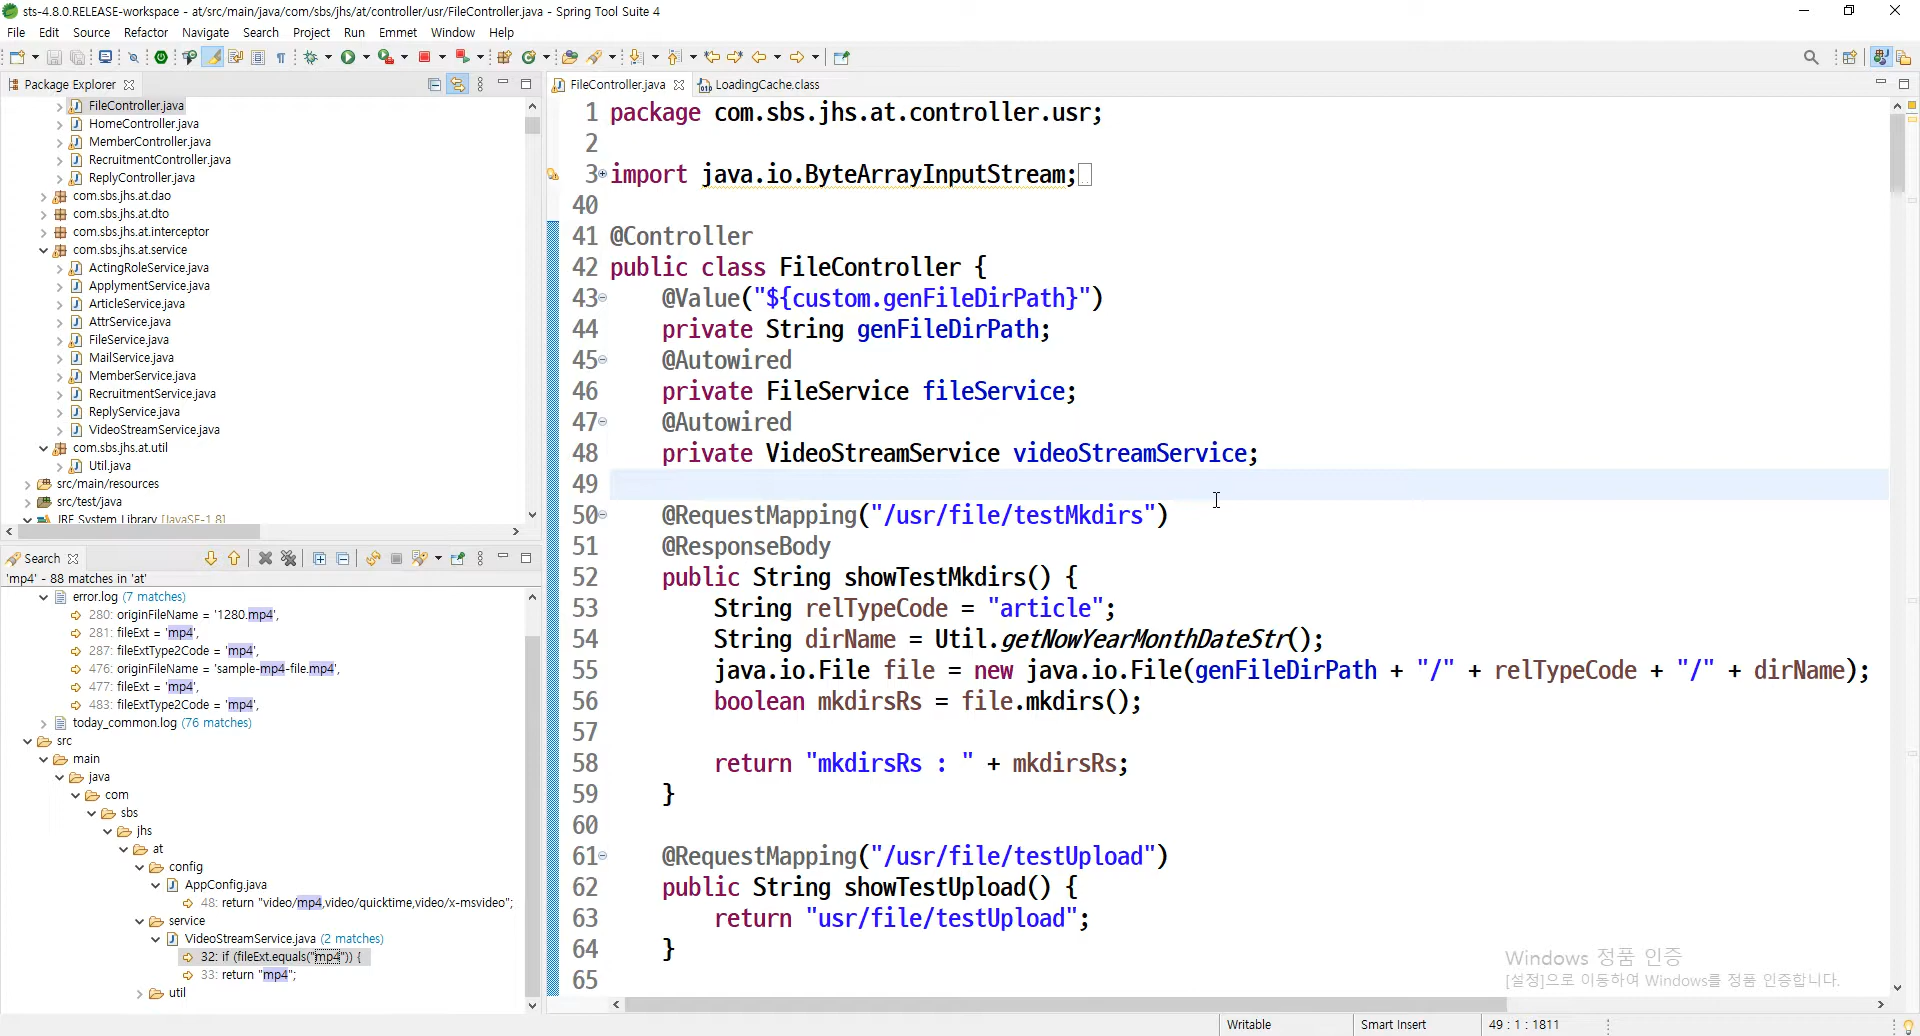 sts-4.8.0.RELEASE-workspace - at/src/main/java/com/sbs/jhs/at/controller/usr/FileController.java - Spring Tool Suite 4
File Edit Source Refactor Navigate Search Project Run Emmet Window Help
Package Explorer
FileController.java
HomeController.java
MemberController.java
RecruitmentController.java
ReplyController.java
com.sbs.jhs.at.dao
com.sbs.jhs.at.dto
com.sbs.jhs.at.interceptor
com.sbs.jhs.at.service
ActingRoleService.java
ApplymentService.java
ArticleService.java
AttrService.java
FileService.java
MailService.java
MemberService.java
RecruitmentService.java
ReplyService.java
VideoStreamService.java
com.sbs.jhs.at.util
Util.java
src/main/resources
src/test/java
JRE System Library [JavaSE-1.8]
Search
'mp4' - 88 matches in 'at'
error.log (7 matches)
280: originFileName = '1280.mp4',
281: fileExt = 'mp4',
287: fileExtType2Code = 'mp4',
476: originFileName = 'sample-mp4-file.mp4',
477: fileExt = 'mp4',
483: fileExtType2Code = 'mp4',
today_common.log (76 matches)
src
main
java
com
sbs
jhs
at
config
AppConfig.java
48: return "video/mp4,video/quicktime,video/x-msvideo";
service
VideoStreamService.java (2 matches)
32: if (fileExt.equals("mp4")) {
33: return "mp4";
util
FileController.java LoadingCache.class
1 package com.sbs.jhs.at.controller.usr;
2
3 import java.io.ByteArrayInputStream;
40
41 @Controller
42 public class FileController {
43 @Value("${custom.genFileDirPath}")
44 private String genFileDirPath;
45 @Autowired
46 private FileService fileService;
47 @Autowired
48 private VideoStreamService videoStreamService;
49
50 @RequestMapping("/usr/file/testMkdirs")
51 @ResponseBody
52 public String showTestMkdirs() {
53 String relTypeCode = "article";
54 String dirName = Util.getNowYearMonthDateStr();
55 java.io.File file = new java.io.File(genFileDirPath + "/" + relTypeCode + "/" + dirName);
56 boolean mkdirsRs = file.mkdirs();
57
58 return "mkdirsRs : " + mkdirsRs;
59 }
60
61 @RequestMapping("/usr/file/testUpload")
62 public String showTestUpload() {
63 return "usr/file/testUpload";
64 }
65
Windows 정품 인증
[설정]으로 이동하여 Windows를 정품 인증합니다.
Writable Smart Insert 49 : 1 : 1811